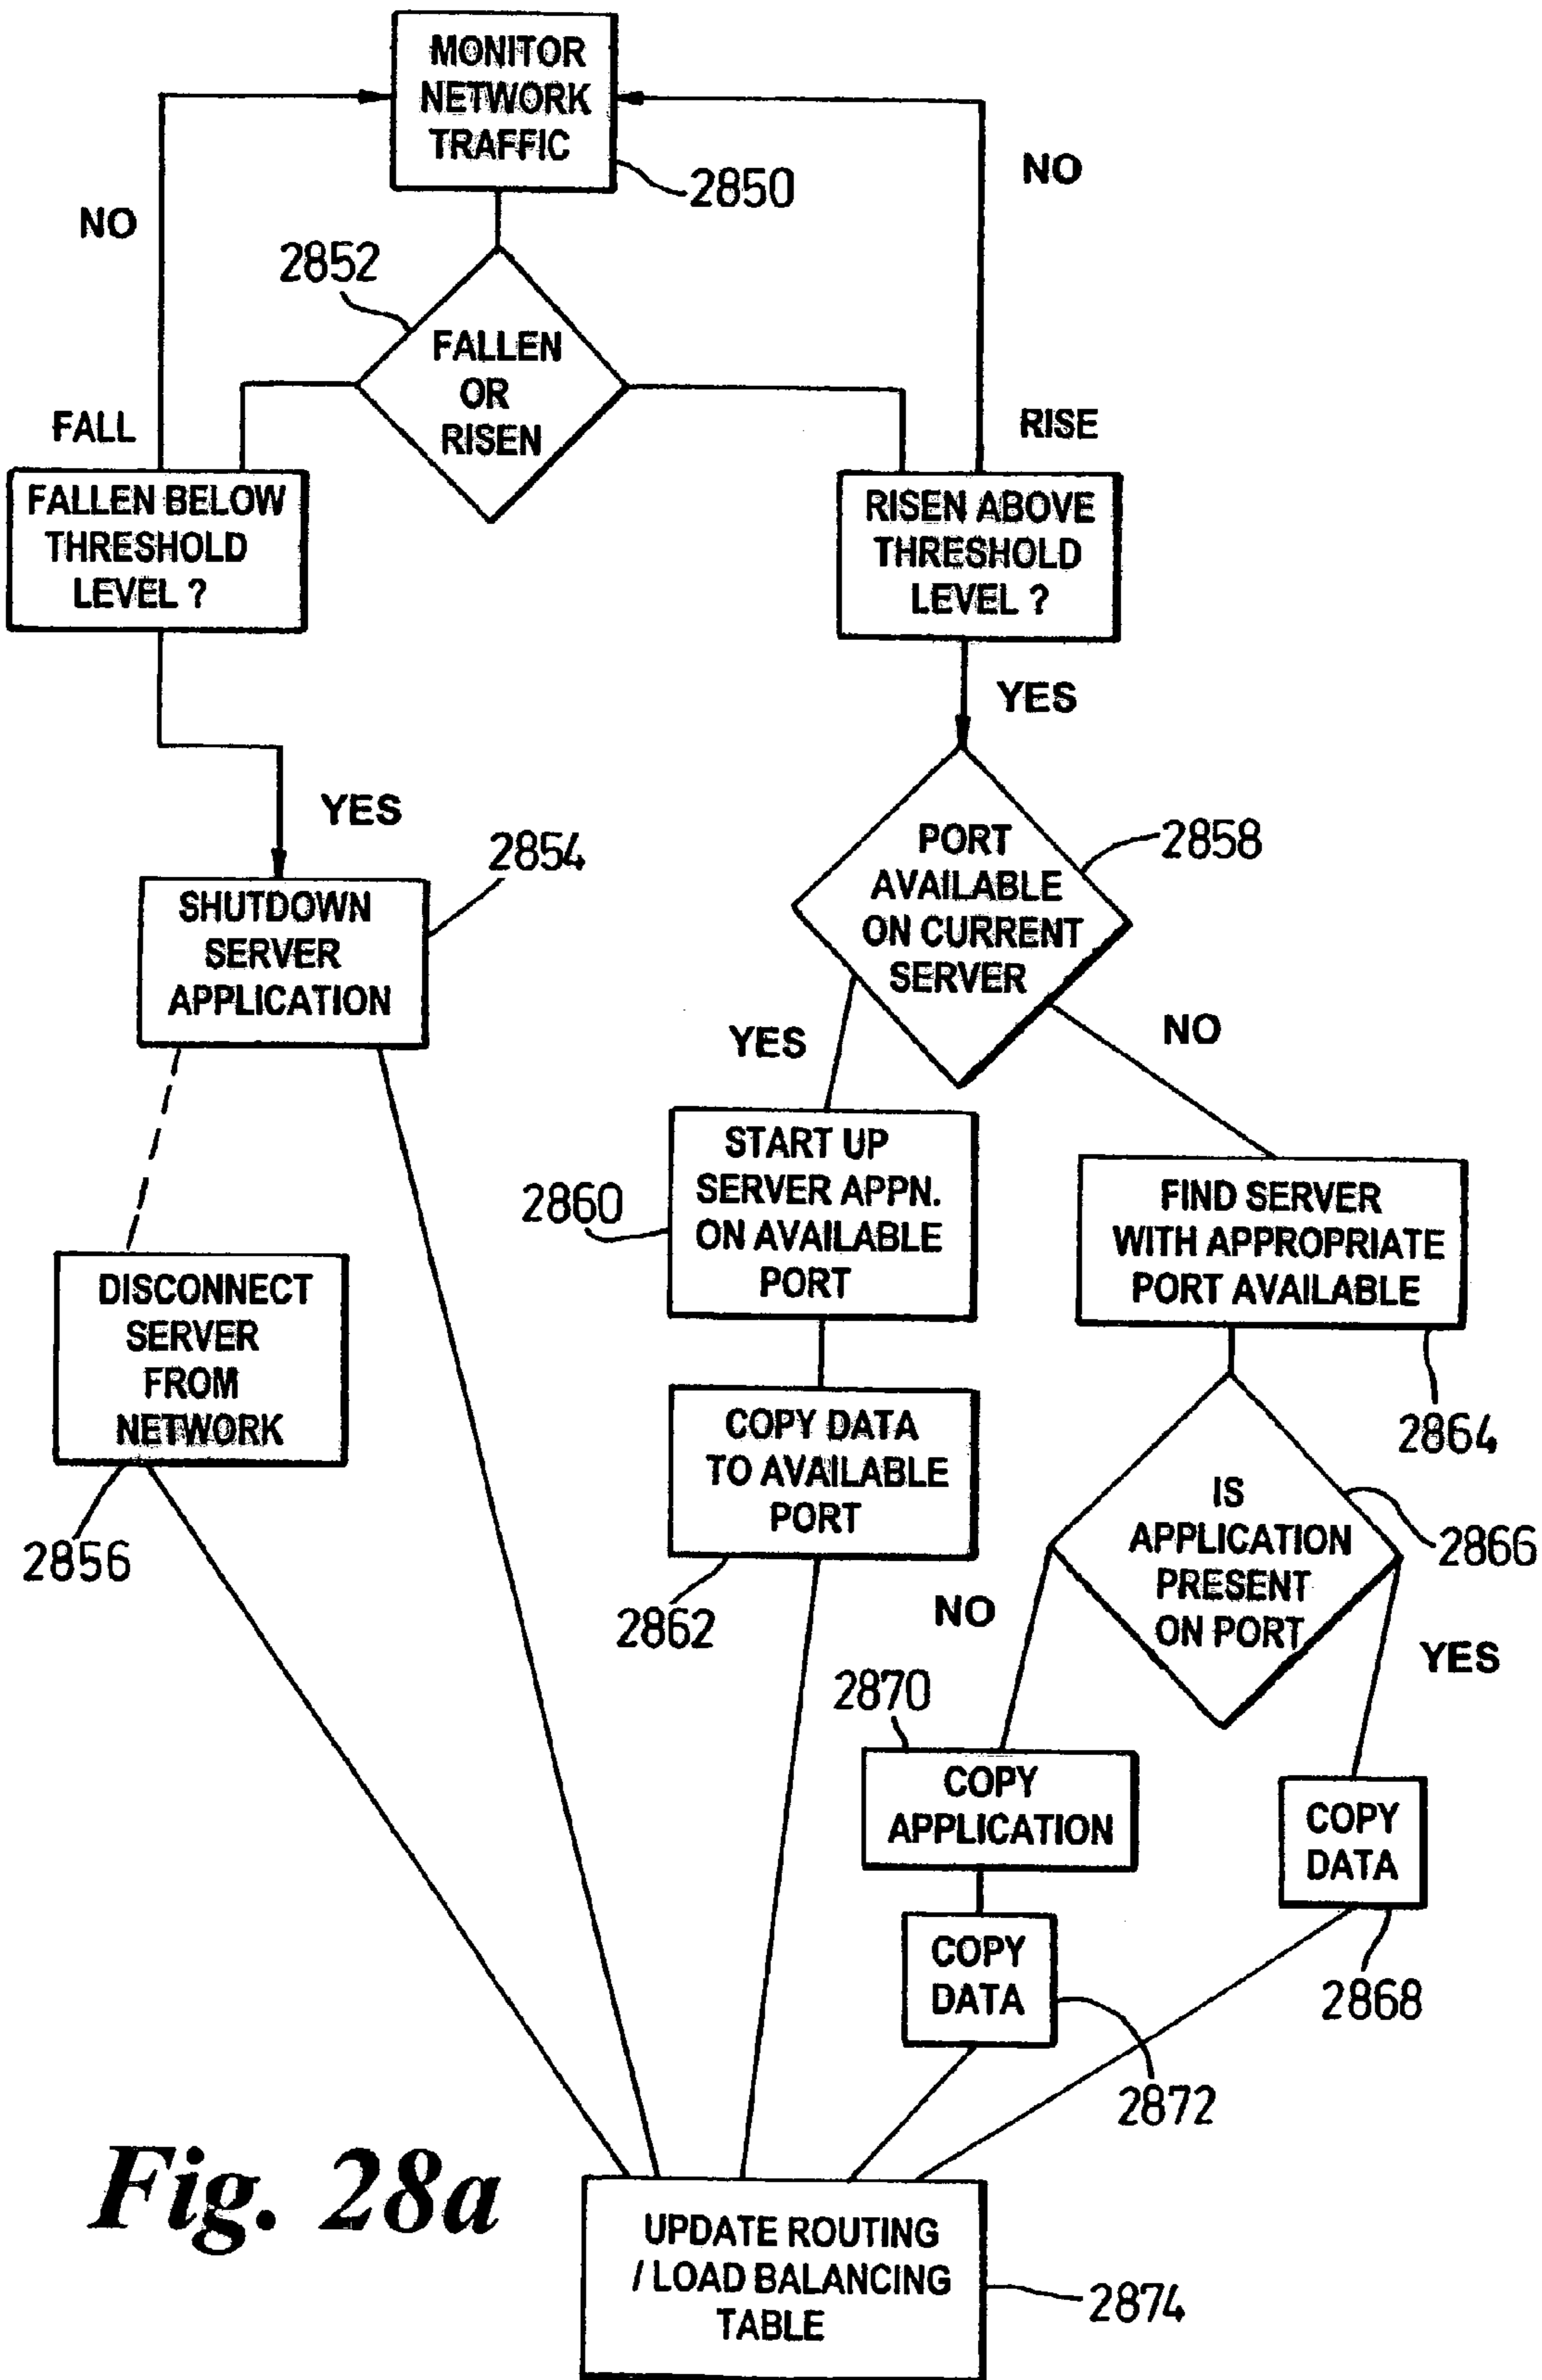 MONITOR
NETWORK
TRAFFIC
2850
NO
NO
2852
FALLEN
OR
RISEN
FALL
RISE
FALLEN BELOW
THRESHOLD
LEVEL ?
RISEN ABOVE
THRESHOLD
LEVEL ?
YES
YES
2854
SHUTDOWN
SERVER
APPLICATION
PORT
AVAILABLE
ON CURRENT
SERVER
2858
YES
NO
DISCONNECT
SERVER
FROM
NETWORK
2856
START UP
SERVER APPN.
ON AVAILABLE
PORT
2860
FIND SERVER
WITH APPROPRIATE
PORT AVAILABLE
2864
COPY DATA
TO AVAILABLE
PORT
2862
IS
APPLICATION
PRESENT
ON PORT
2866
NO
YES
2870
COPY
APPLICATION
COPY
DATA
2868
COPY
DATA
2872
UPDATE ROUTING
/ LOAD BALANCING
TABLE
2874
Fig. 28a